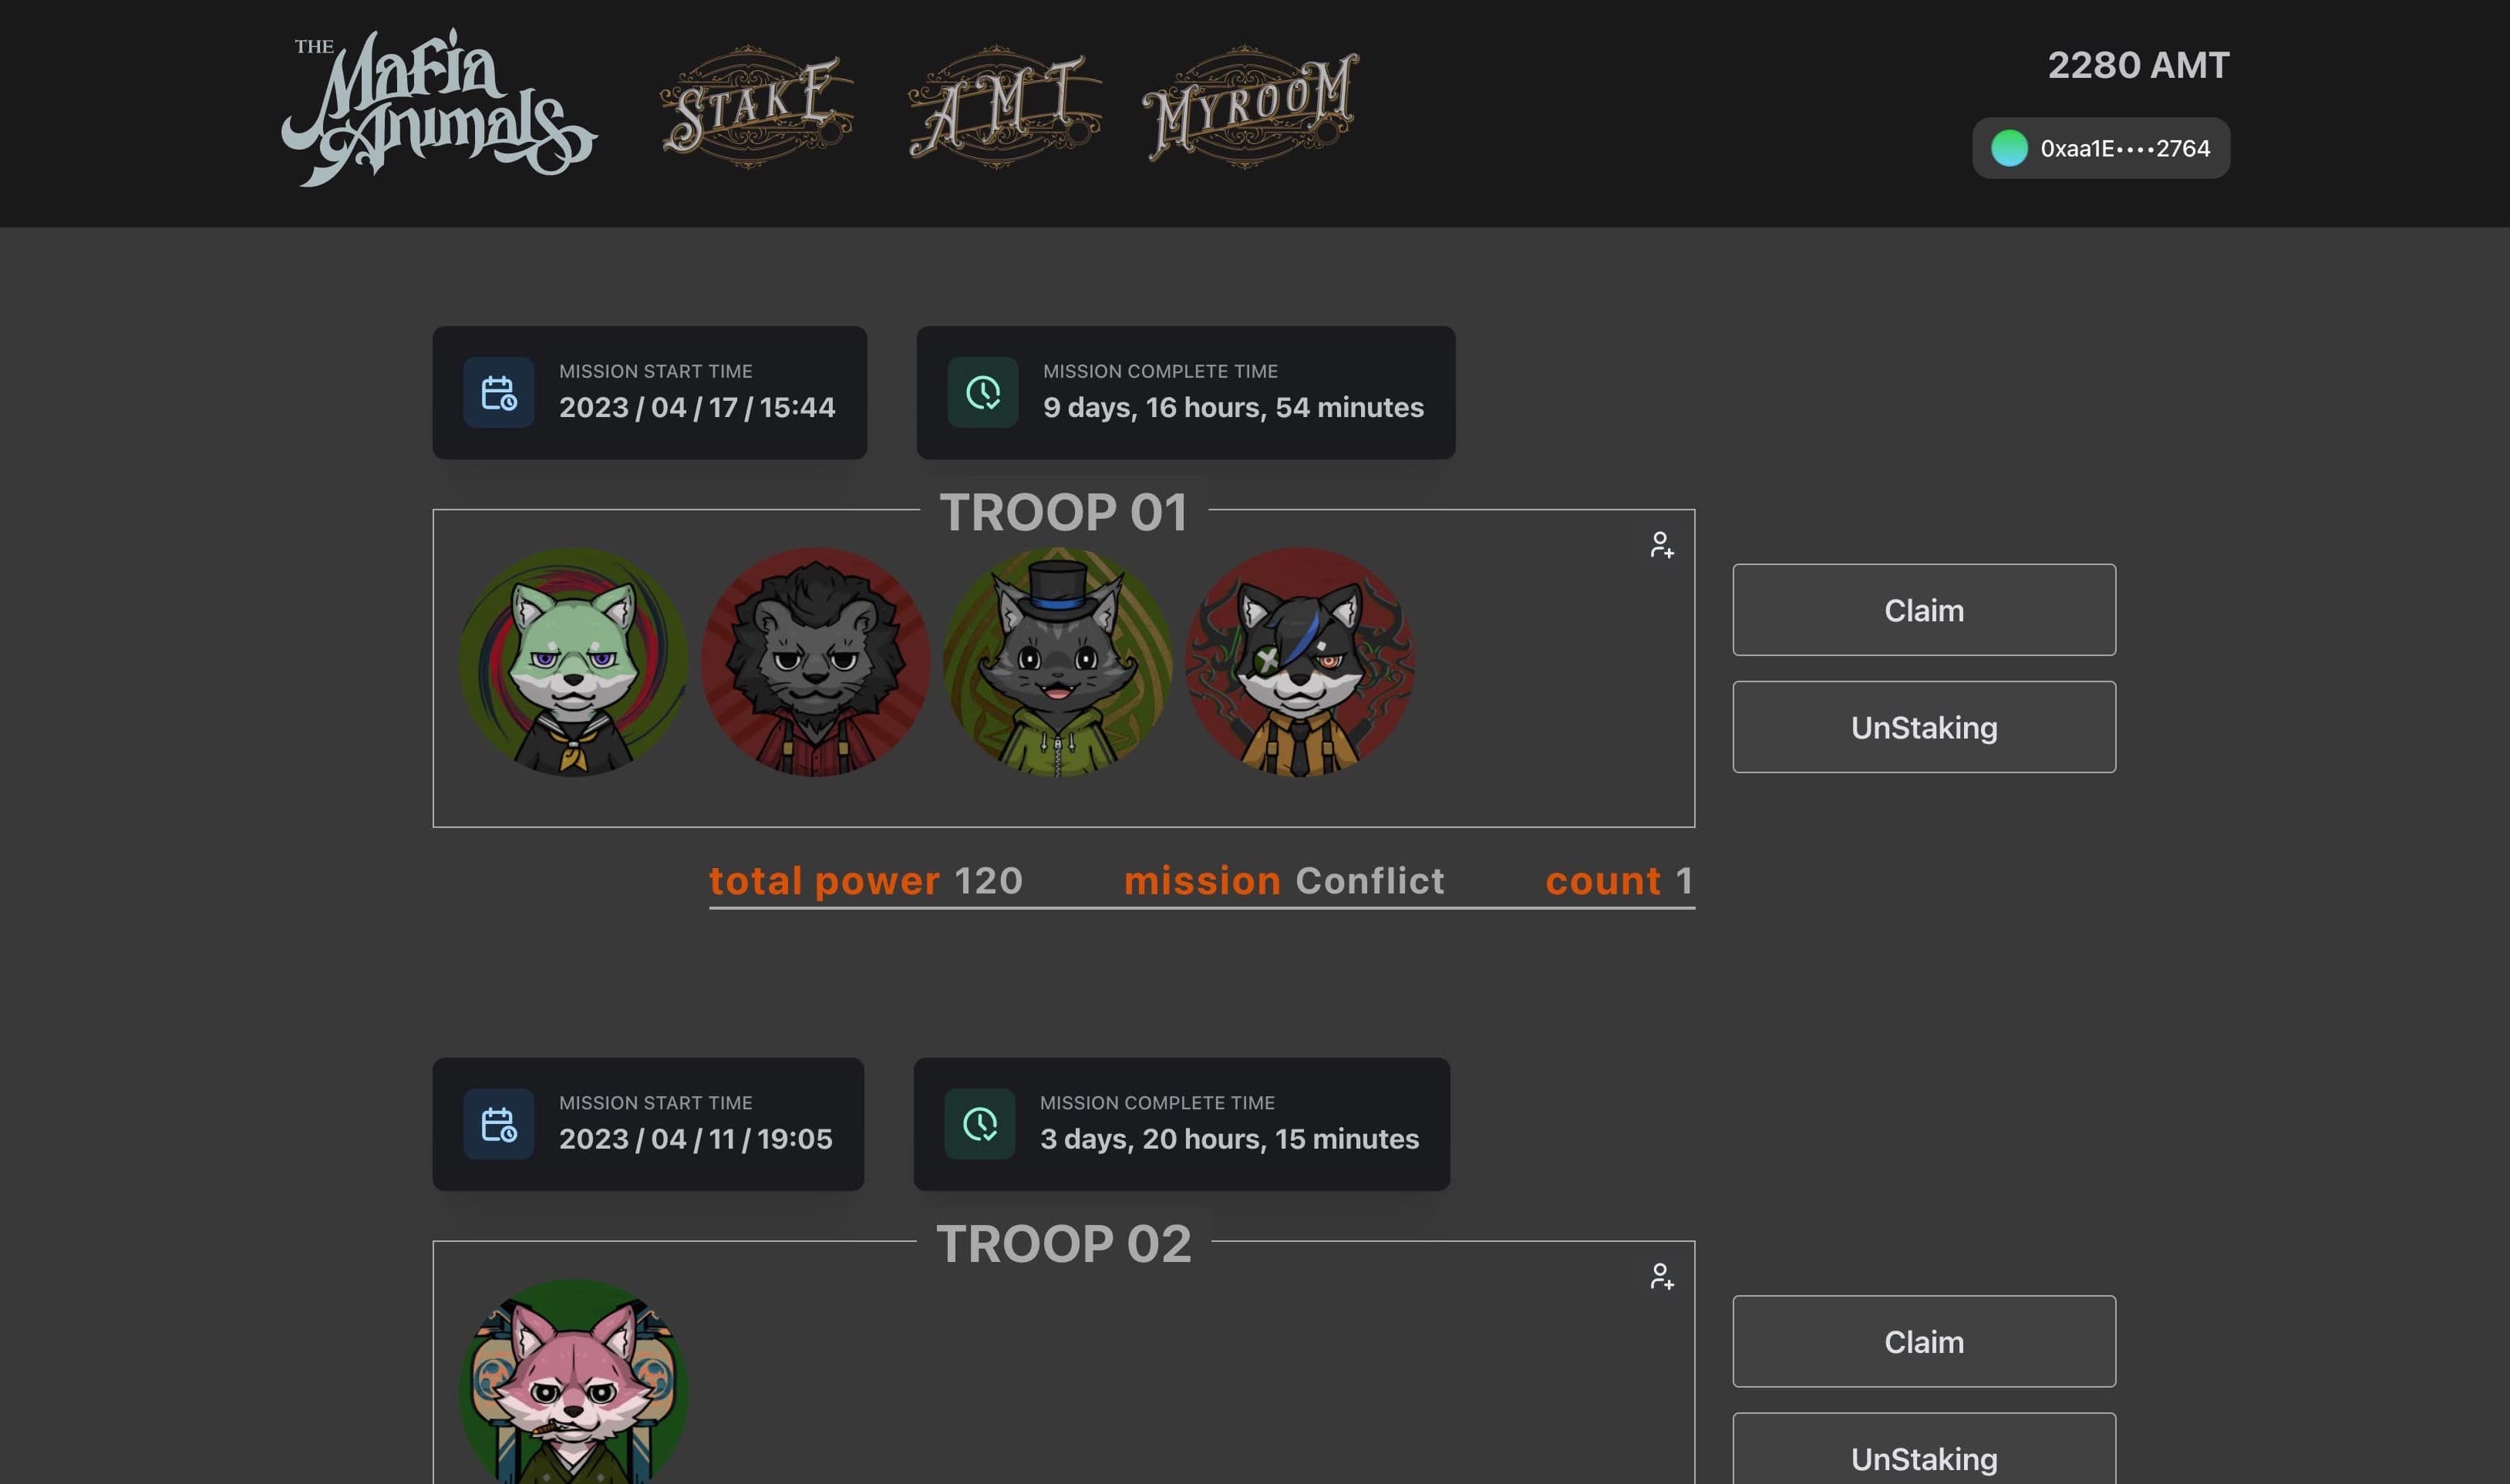 THE
Mafia
Animals
STAKE
AMT
MYROOM
2280 AMT
0xaa1E••••2764
MISSION START TIME
2023 / 04 / 17 / 15:44
MISSION COMPLETE TIME
9 days, 16 hours, 54 minutes
TROOP 01
Claim
UnStaking
total power 120
mission Conflict
count 1
MISSION START TIME
2023 / 04 / 11 / 19:05
MISSION COMPLETE TIME
3 days, 20 hours, 15 minutes
TROOP 02
Claim
UnStaking